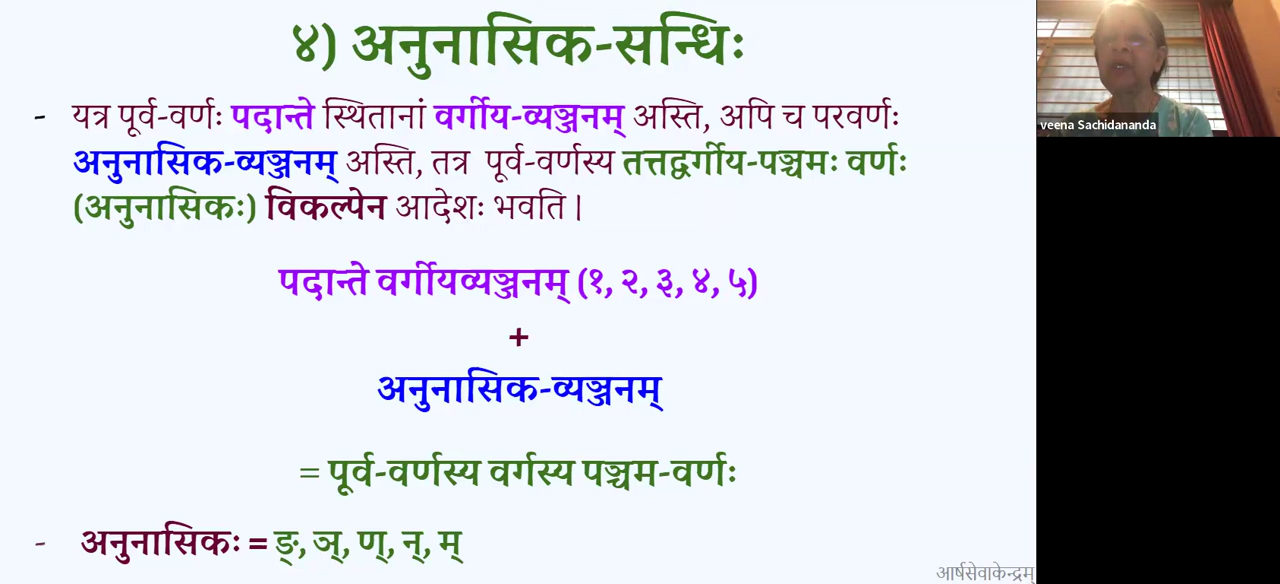 ४) अनुनासिक-सन्धिः
- यत्र पूर्व-वर्णः पदान्ते स्थितानां वर्गीय-व्यञ्जनम् अस्ति, अपि च परवर्णः
अनुनासिक-व्यञ्जनम् अस्ति, तत्र पूर्व-वर्णस्य तत्तद्वर्गीय-पञ्चमः वर्णः
(अनुनासिकः) विकल्पेन आदेशः भवति |
पदान्ते वर्गीयव्यञ्जनम् (१, २, ३, ४, ५)
+
अनुनासिक-व्यञ्जनम्
= पूर्व-वर्णस्य वर्गस्य पञ्चम-वर्णः
- अनुनासिकः = ङ्, ञ्, ण्, न्, म्
आर्षसेवाकेन्द्रम्
veena Sachidananda